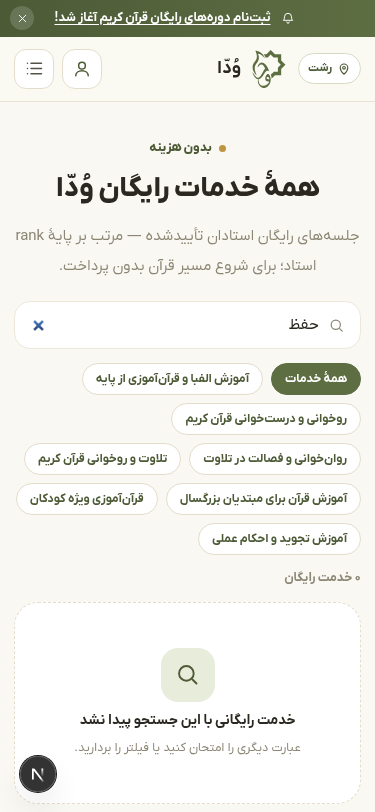 ثبت‌نام دوره‌های رایگان قرآن کریم آغاز شد!
رشت
وُدّا
بدون هزینه
همهٔ خدمات رایگان وُدّا
جلسه‌های رایگان استادان تأییدشده — مرتب بر پایهٔ rank
استاد؛ برای شروع مسیر قرآن بدون پرداخت.
حفظ
همهٔ خدمات
آموزش الفبا و قرآن‌آموزی از پایه
روخوانی و درست‌خوانی قرآن کریم
روان‌خوانی و فصالت در تلاوت
تلاوت و روخوانی قرآن کریم
آموزش قرآن برای مبتدیان بزرگسال
قرآن‌آموزی ویژه کودکان
آموزش تجوید و احکام عملی
۰ خدمت رایگان
خدمت رایگانی با این جستجو پیدا نشد
عبارت دیگری را امتحان کنید یا فیلتر را بردارید.
N